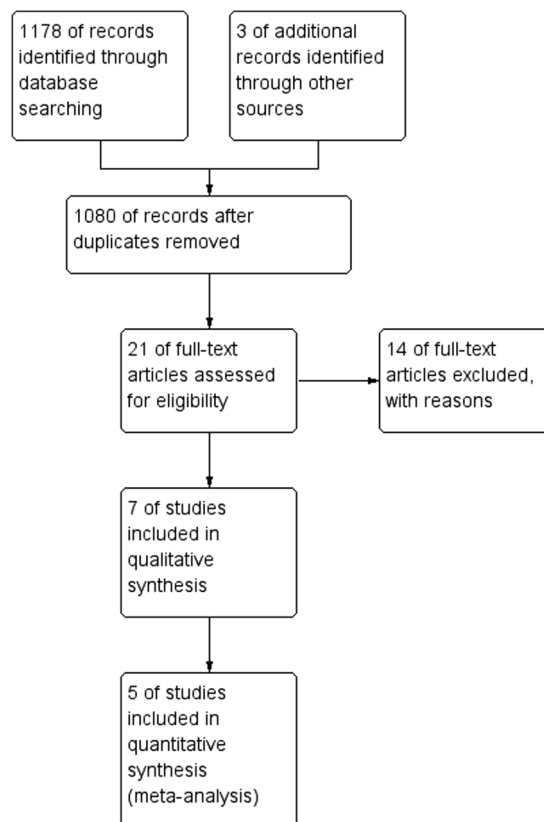 1178 of records
identified through
database
searching
3 of additional
records identified
through other
sources
1080 of records after
duplicates removed
21 of full-text
articles assessed
for eligibility
14 of full-text
articles excluded,
with reasons
7 of studies
included in
qualitative
synthesis
5 of studies
included in
quantitative
synthesis
(meta-analysis)